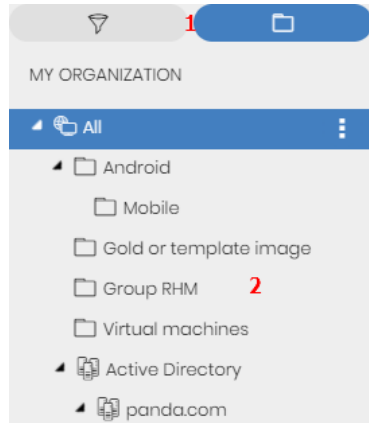 1
MY ORGANIZATION
All
Android
Mobile
Gold or template image
Group RHM 2
Virtual machines
Active Directory
panda.com